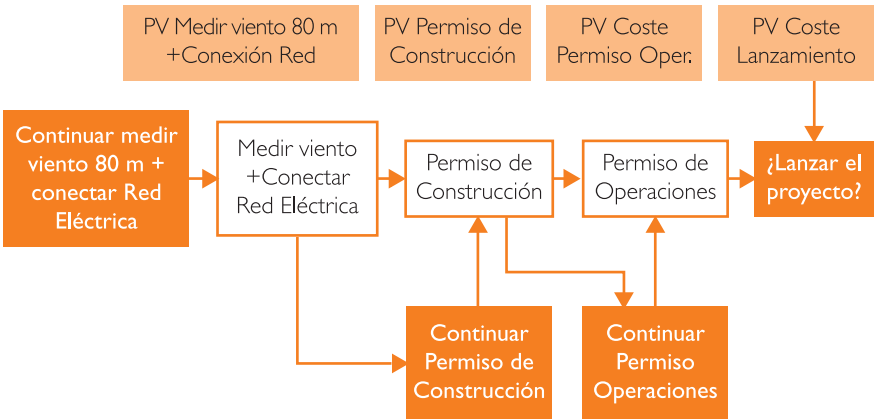 PV Medir viento 80 m
+Conexión Red
PV Permiso de
Construcción
PV Coste
Permiso Oper.
PV Coste
Lanzamiento
Continuar medir
viento 80 m +
conectar Red
Eléctrica
Medir viento
+Conectar
Red Eléctrica
Permiso de
Construcción
Permiso de
Operaciones
¿Lanzar el
proyecto?
Continuar
Permiso de
Construcción
Continuar
Permiso
Operaciones